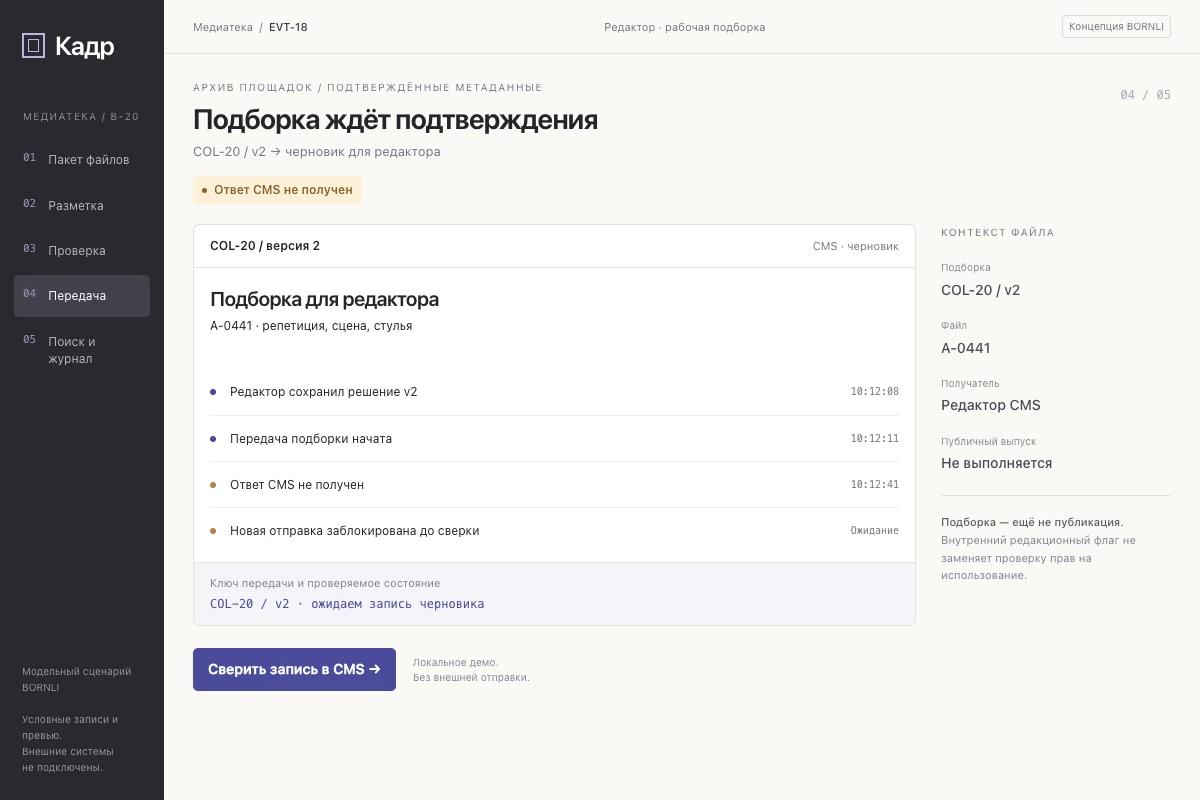 Кадр
МЕДИАТЕКА / B-20
01 Пакет файлов
02 Разметка
03 Проверка
04 Передача
05 Поиск и
журнал
Модельный сценарий
BORNLI
Условные записи и
превью.
Внешние системы
не подключены.
Медиатека / EVT-18
Редактор · рабочая подборка
Концепция BORNLI
АРХИВ ПЛОЩАДОК / ПОДТВЕРЖДЁННЫЕ МЕТАДАННЫЕ
04 / 05
Подборка ждёт подтверждения
COL-20 / v2 → черновик для редактора
Ответ CMS не получен
COL-20 / версия 2
CMS · черновик
Подборка для редактора
A-0441 · репетиция, сцена, стулья
Редактор сохранил решение v2 10:12:08
Передача подборки начата 10:12:11
Ответ CMS не получен 10:12:41
Новая отправка заблокирована до сверки Ожидание
Ключ передачи и проверяемое состояние
COL-20 / v2 · ожидаем запись черновика
Сверить запись в CMS →
Локальное демо.
Без внешней отправки.
КОНТЕКСТ ФАЙЛА
Подборка
COL-20 / v2
Файл
A-0441
Получатель
Редактор CMS
Публичный выпуск
Не выполняется
Подборка — ещё не публикация.
Внутренний редакционный флаг не
заменяет проверку прав на
использование.